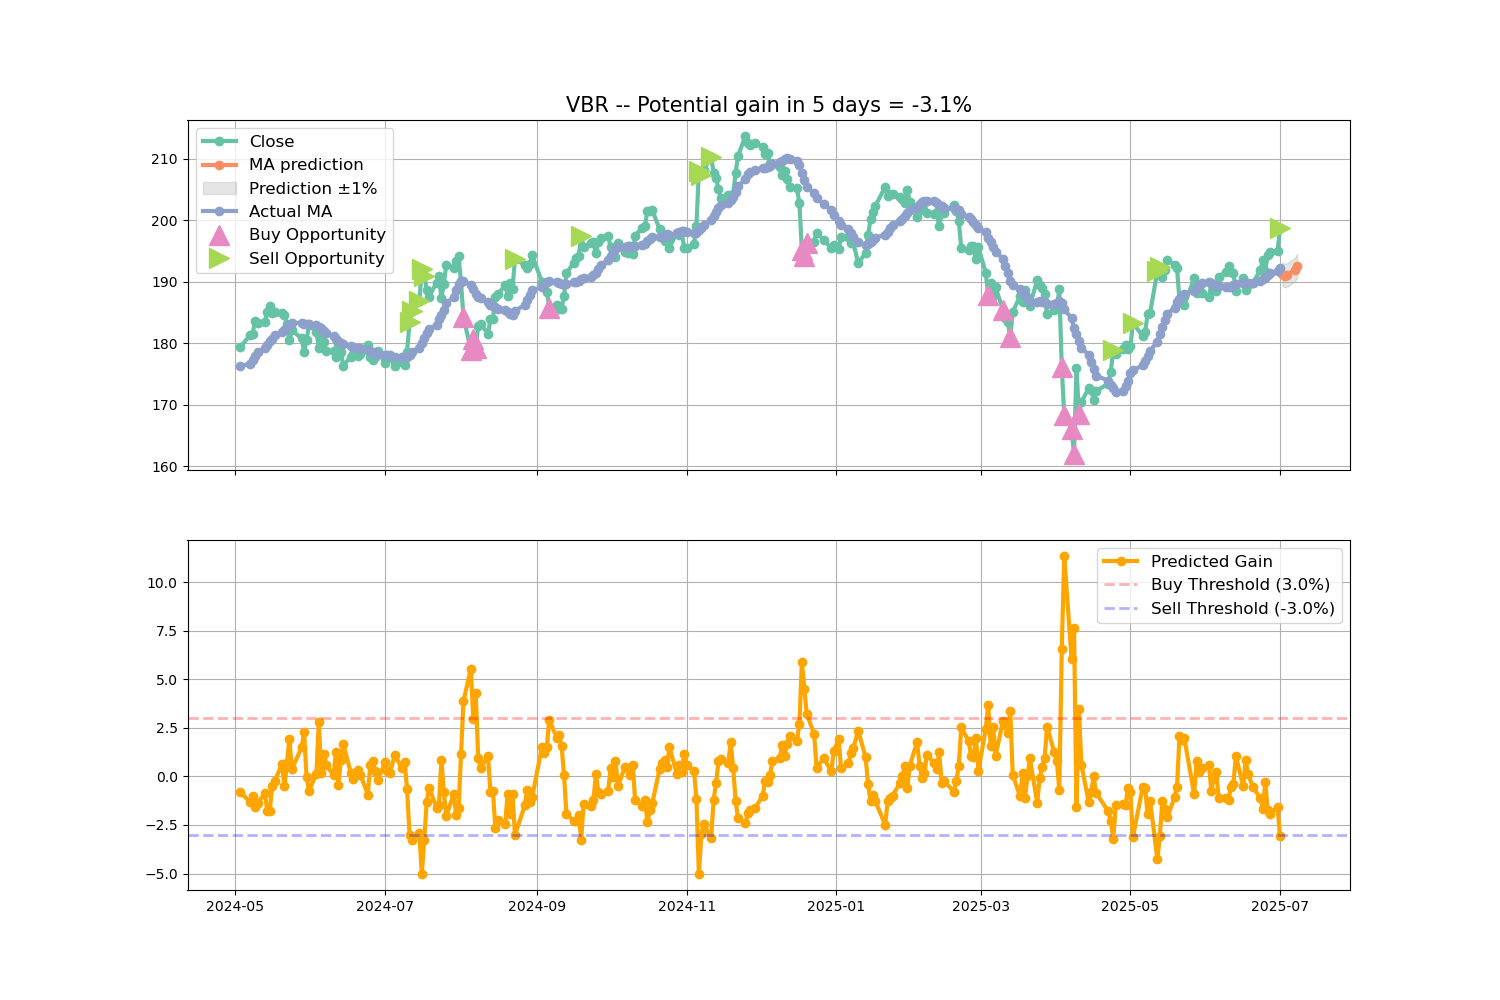 VBR -- Potential gain in 5 days = -3.1%
Close
MA prediction
Prediction ±1%
Actual MA
Buy Opportunity
Sell Opportunity
210
200
190
180
170
160
Predicted Gain
Buy Threshold (3.0%)
Sell Threshold (-3.0%)
10.0
7.5
5.0
2.5
0.0
−2.5
−5.0
2024-05 2024-07 2024-09 2024-11 2025-01 2025-03 2025-05 2025-07